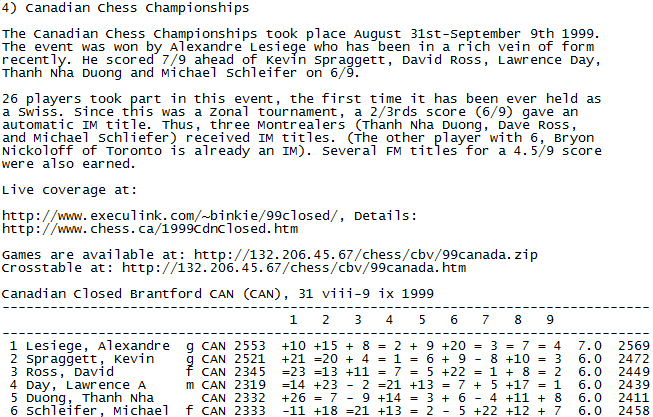 4) Canadian Chess Championships
The Canadian Chess Championships took place August 31st-September 9th 1999.
The event was won by Alexandre Lesiege who has been in a rich vein of form
recently. He scored 7/9 ahead of Kevin Spraggett, David Ross, Lawrence Day,
Thanh Nha Duong and Michael Schleifer on 6/9.
26 players took part in this event, the first time it has been ever held as
a Swiss. Since this was a Zonal tournament, a 2/3rds score (6/9) gave an
automatic IM title. Thus, three Montrealers (Thanh Nha Duong, Dave Ross,
and Michael Schliefer) received IM titles. (The other player with 6, Bryon
Nickoloff of Toronto is already an IM). Several FM titles for a 4.5/9 score
were also earned.
Live coverage at:
http://www.execulink.com/~binkie/99closed/, Details:
http://www.chess.ca/1999CdnClosed.htm
Games are available at: http://132.206.45.67/chess/cbv/99canada.zip
Crosstable at: http://132.206.45.67/chess/cbv/99canada.htm
Canadian Closed Brantford CAN (CAN), 31 viii-9 ix 1999
--------------------------------------------------------------------------------
1 2 3 4 5 6 7 8 9
--------------------------------------------------------------------------------
1 Lesiege, Alexandre g CAN 2553 +10 +15 + 8 = 2 + 9 +20 = 3 = 7 = 4 7.0 2569
2 Spraggett, Kevin g CAN 2521 +21 =20 + 4 = 1 = 6 + 9 - 8 +10 = 3 6.0 2472
3 Ross, David f CAN 2345 =23 =13 +11 = 7 = 5 +22 = 1 + 8 = 2 6.0 2449
4 Day, Lawrence A m CAN 2319 =14 +23 - 2 =21 +13 = 7 + 5 +17 = 1 6.0 2439
5 Duong, Thanh Nha CAN 2332 +26 = 7 - 9 +14 = 3 + 6 - 4 +11 + 8 6.0 2411
6 Schleifer, Michael f CAN 2333 -11 +18 =21 +13 = 2 - 5 +22 +12 + 7 6.0 2458